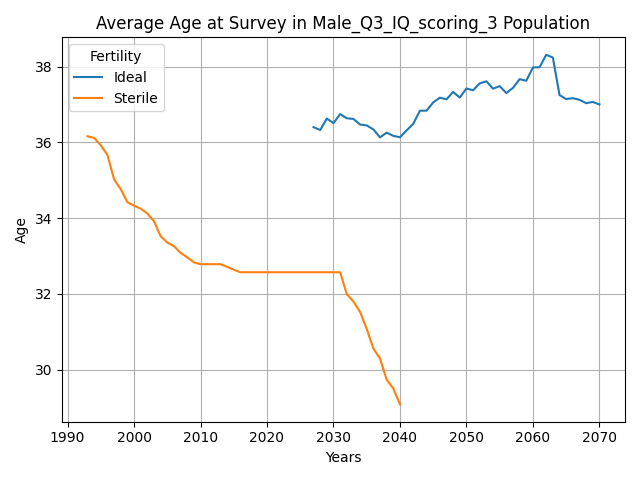 Average Age at Survey in Male_Q3_IQ_scoring_3 Population
Fertility
Ideal
Sterile
Age
38
36
34
32
30
1990 2000 2010 2020 2030 2040 2050 2060 2070
Years